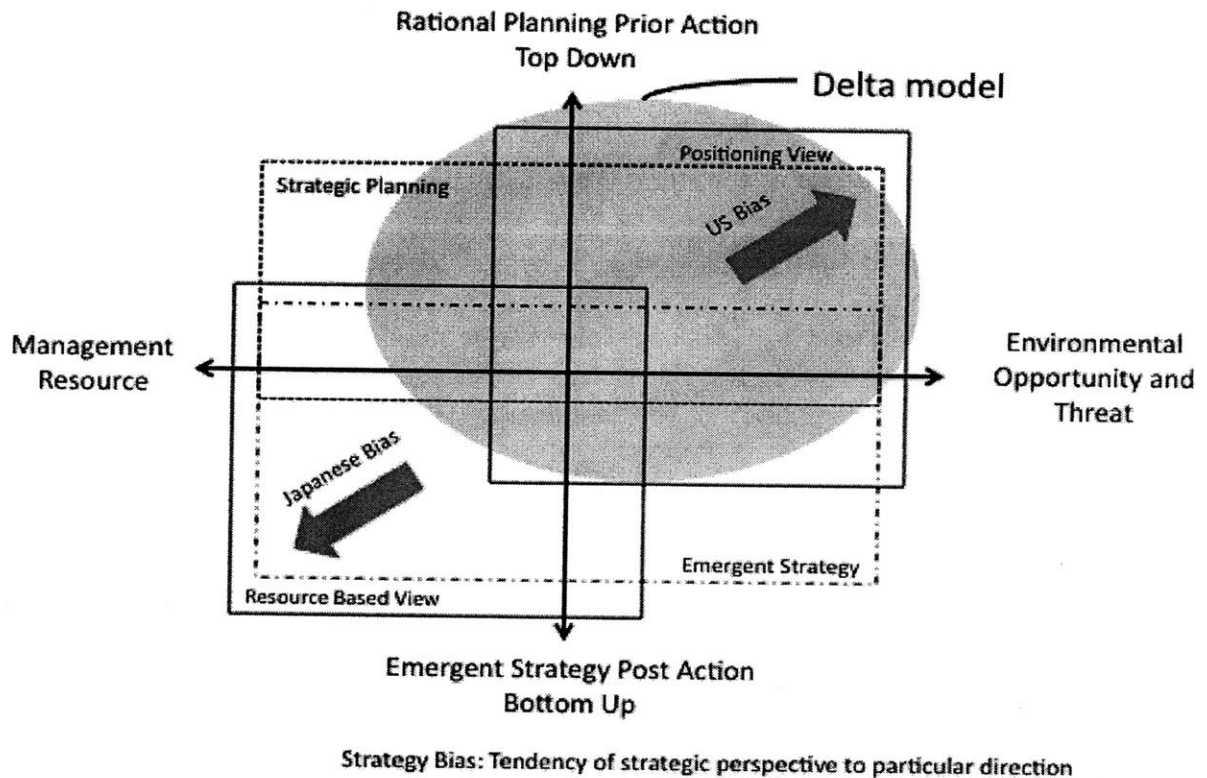 Rational Planning Prior Action
Top Down
Delta model
Positioning View
Strategic Planning
US Bias
Management
Resource
Environmental
Opportunity and
Threat
Japanese Bias
Emergent Strategy
Resource Based View
Emergent Strategy Post Action
Bottom Up
Strategy Bias: Tendency of strategic perspective to particular direction